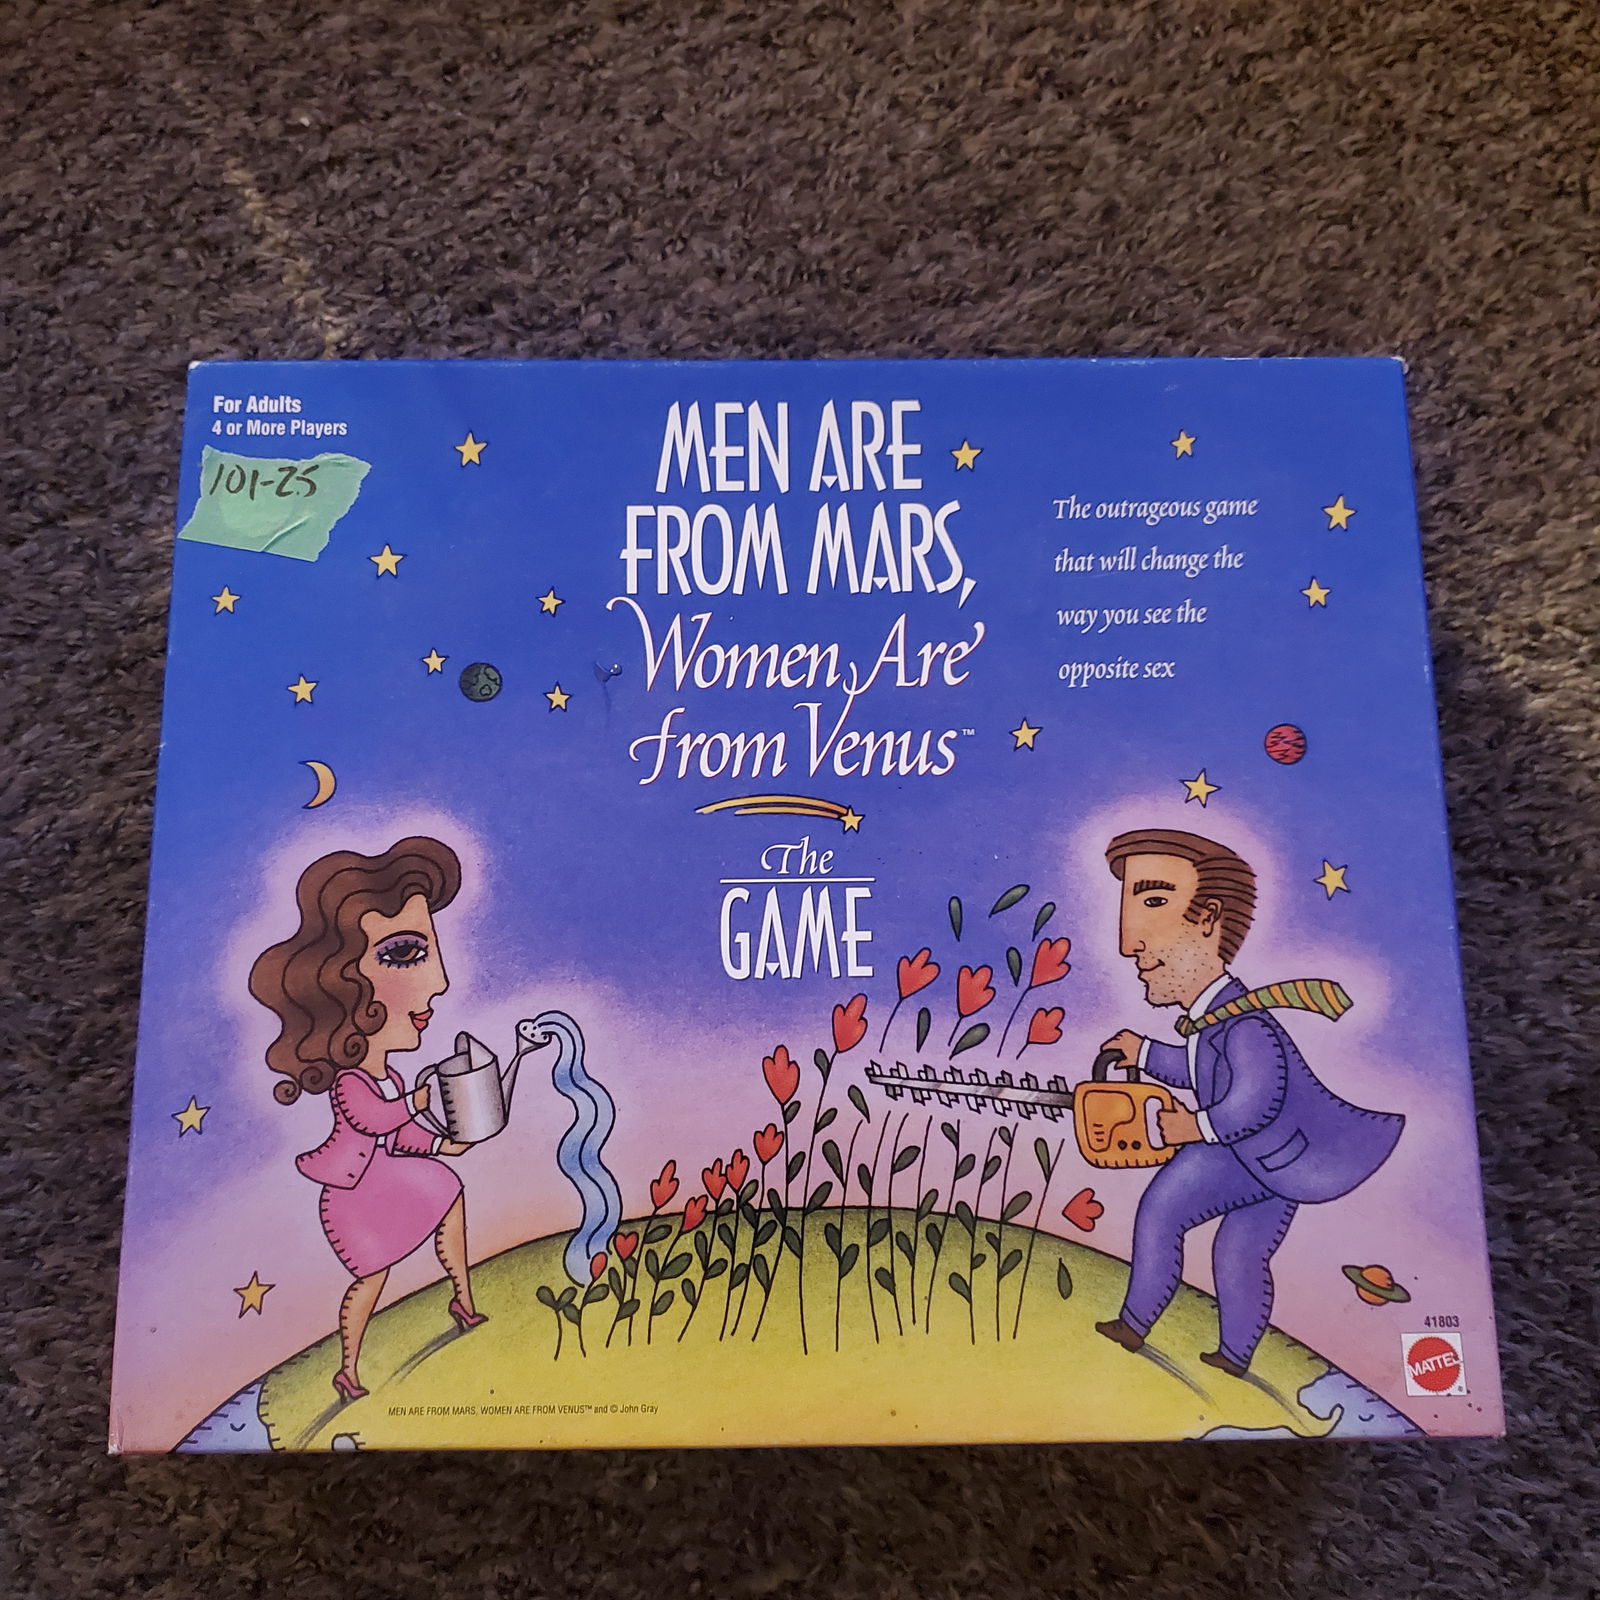 For Adults
4 or More Players
101-25
MEN ARE
FROM MARS,
Women Are
from Venus™
The
GAME
The outrageous game
that will change the
way you see the
opposite sex
41803
MATTEL®
MEN ARE FROM MARS, WOMEN ARE FROM VENUS™ and © John Gray